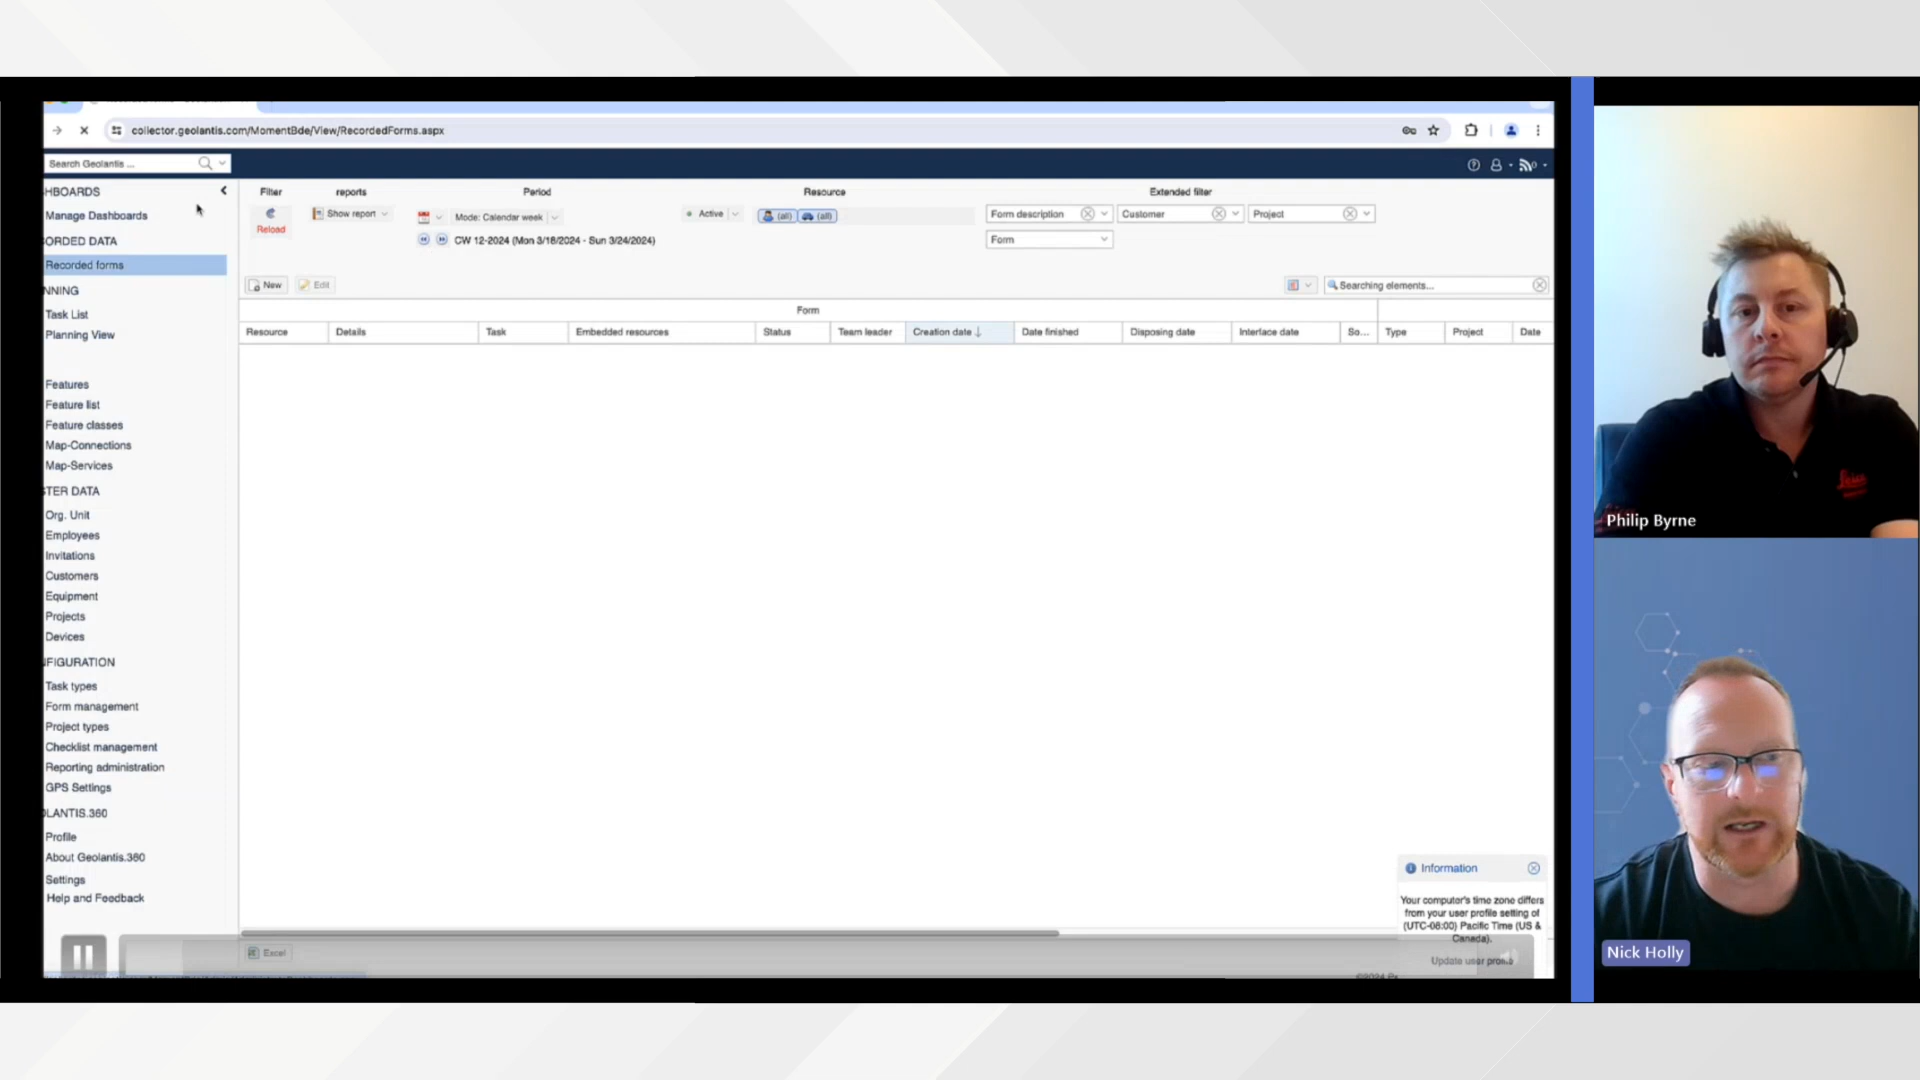 collector.geolantis.com/MomentBde/View/RecordedForms.aspx
Search Geolantis ...
HBOARDS
Manage Dashboards
ORDED DATA
Recorded forms
NNING
Task List
Planning View
Features
Feature list
Feature classes
Map-Connections
Map-Services
TER DATA
Org. Unit
Employees
Invitations
Customers
Equipment
Projects
Devices
FIGURATION
Task types
Form management
Project types
Checklist management
Reporting administration
GPS Settings
LANTIS.360
Profile
About Geolantis.360
Settings
Help and Feedback
Filter reports Period Resource Extended filter
Reload
Show report
Mode: Calendar week
CW 12-2024 (Mon 3/18/2024 - Sun 3/24/2024)
Active
(all) (all)
Form description Customer Project
Form
New Edit
Searching elements...
Form
Resource Details Task Embedded resources Status Team leader Creation date ↓ Date finished Disposing date Interface date So... Type Project Date
Information
Your computer's time zone differs
from your user profile setting of
(UTC-08:00) Pacific Time (US &
Canada).
Update user profile
Excel
Leica
Philip Byrne
Nick Holly